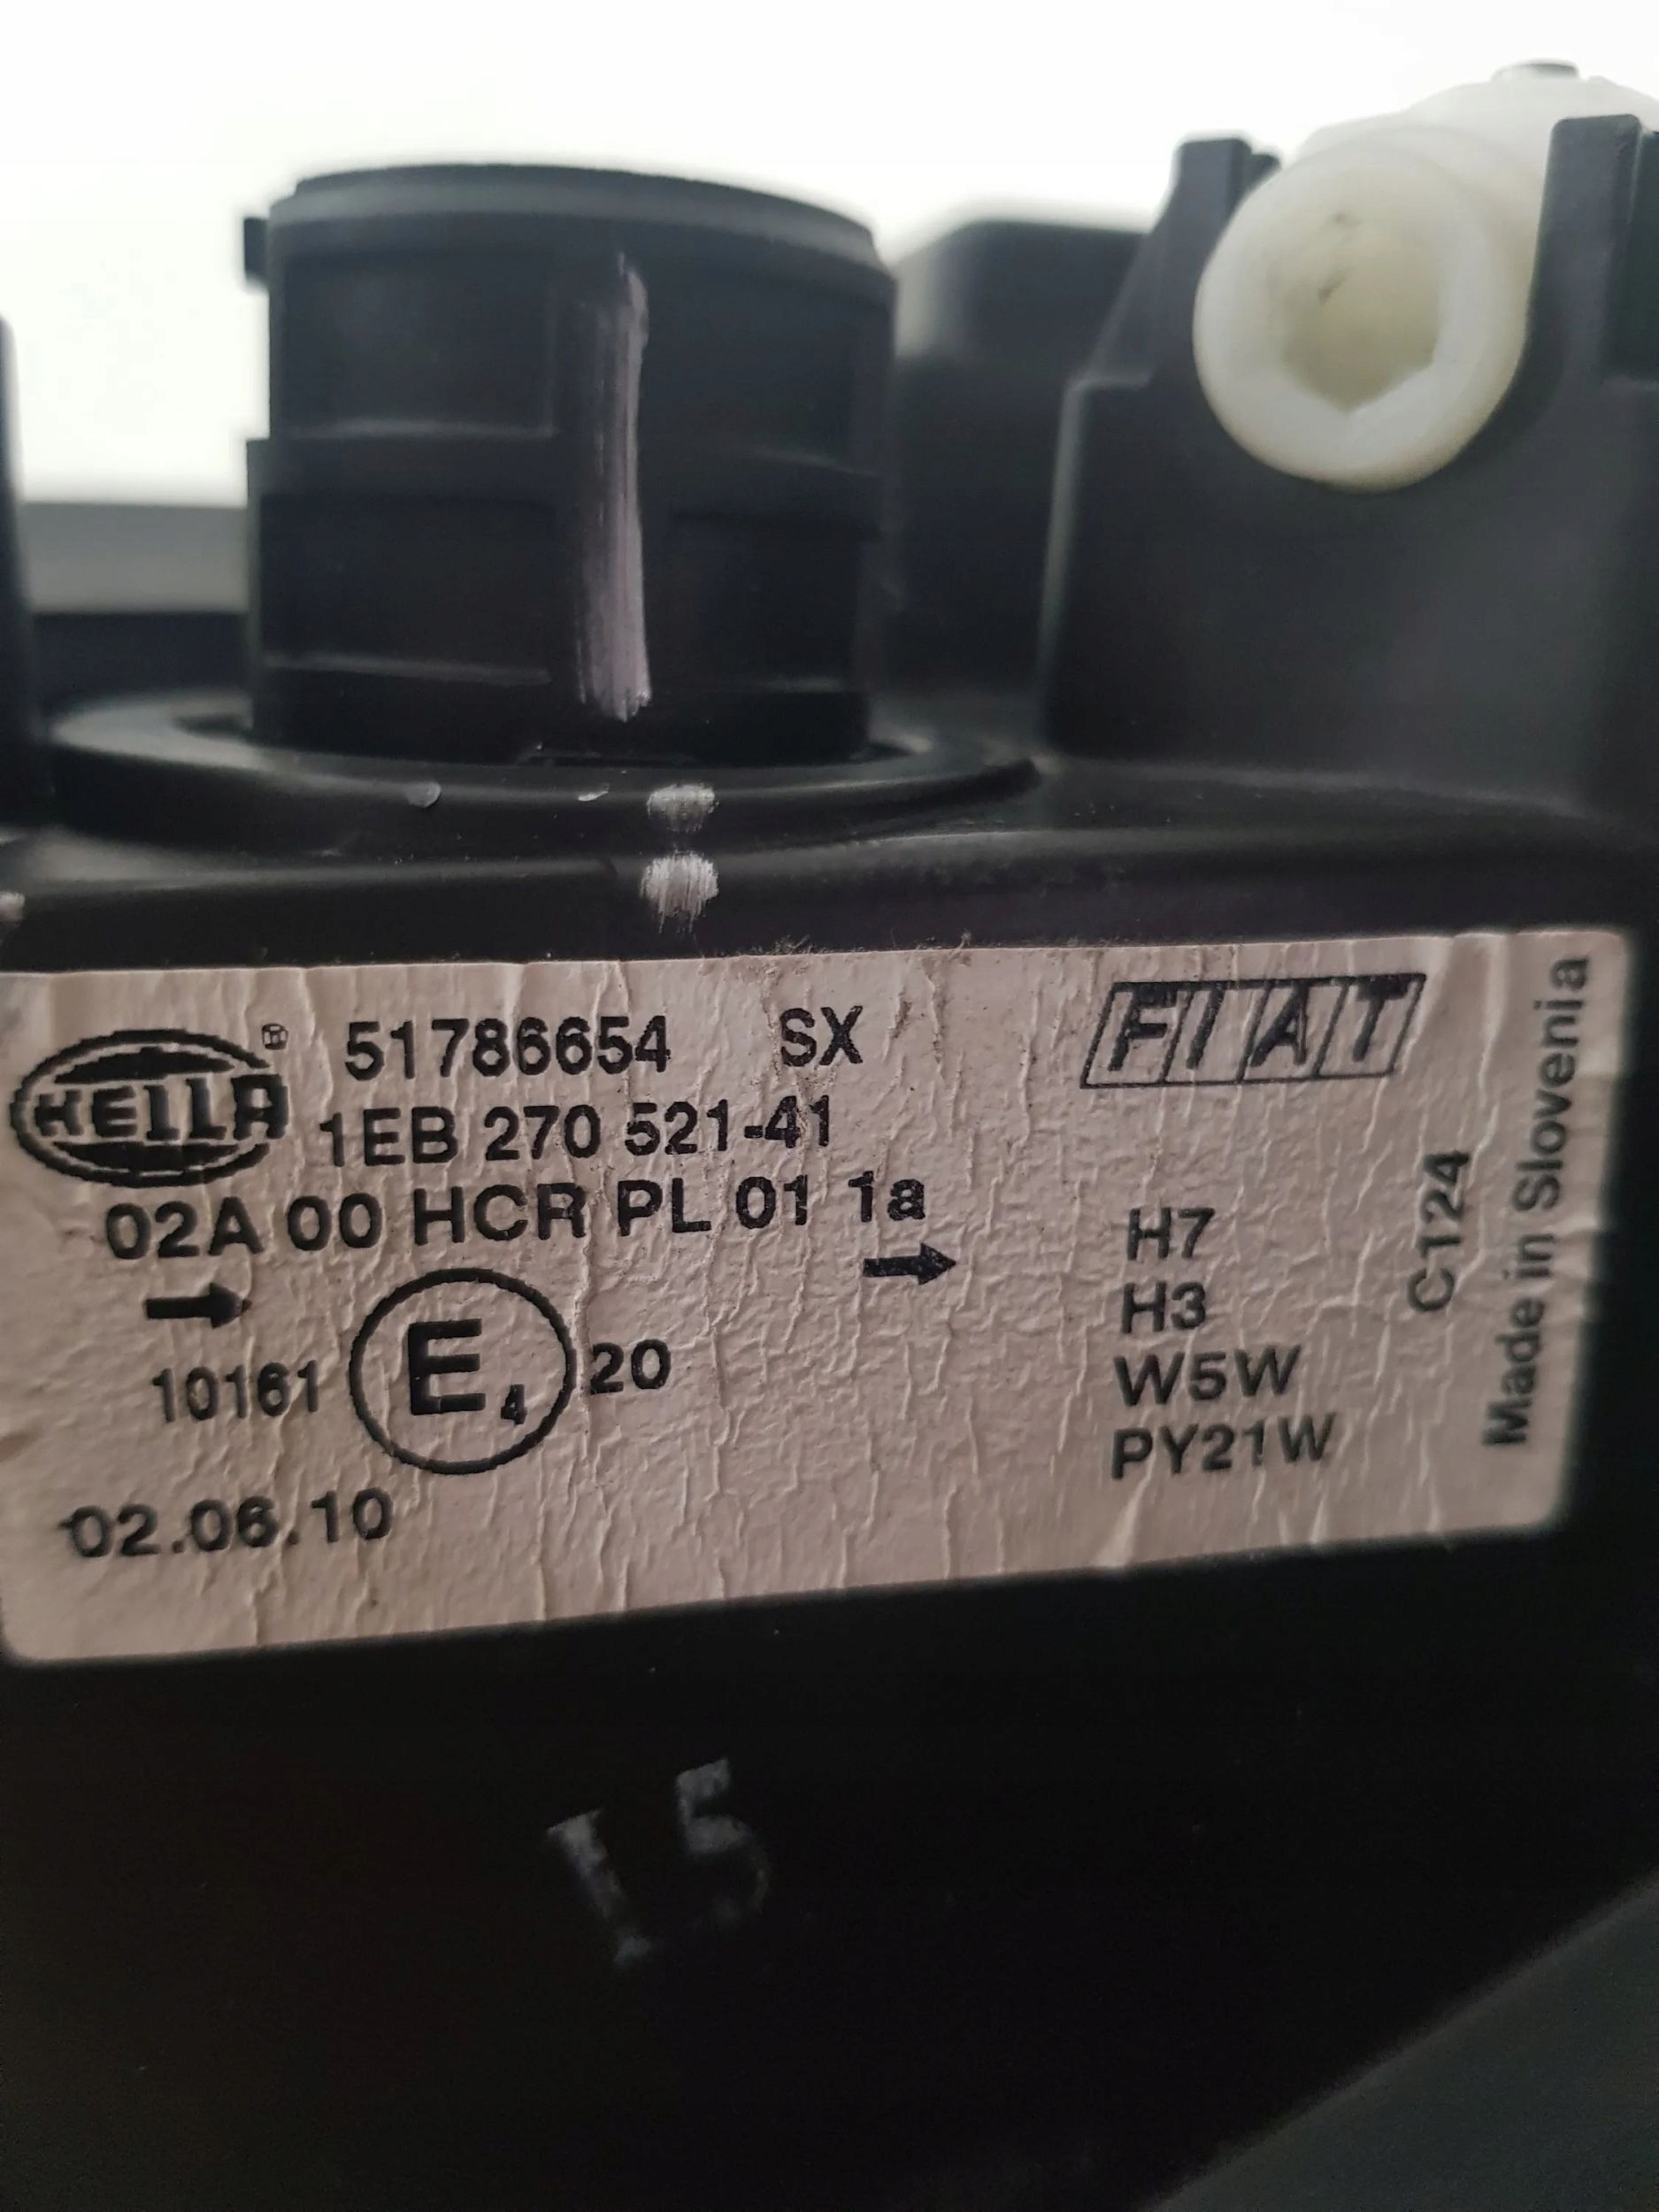 HELLA ® 51786654 SX FIAT
1EB 270 521-41
02A 00 HCR PL 01 1a
10161 E4 20
02.06.10
H7
H3
W5W
PY21W
C124
Made in Slovenia
15